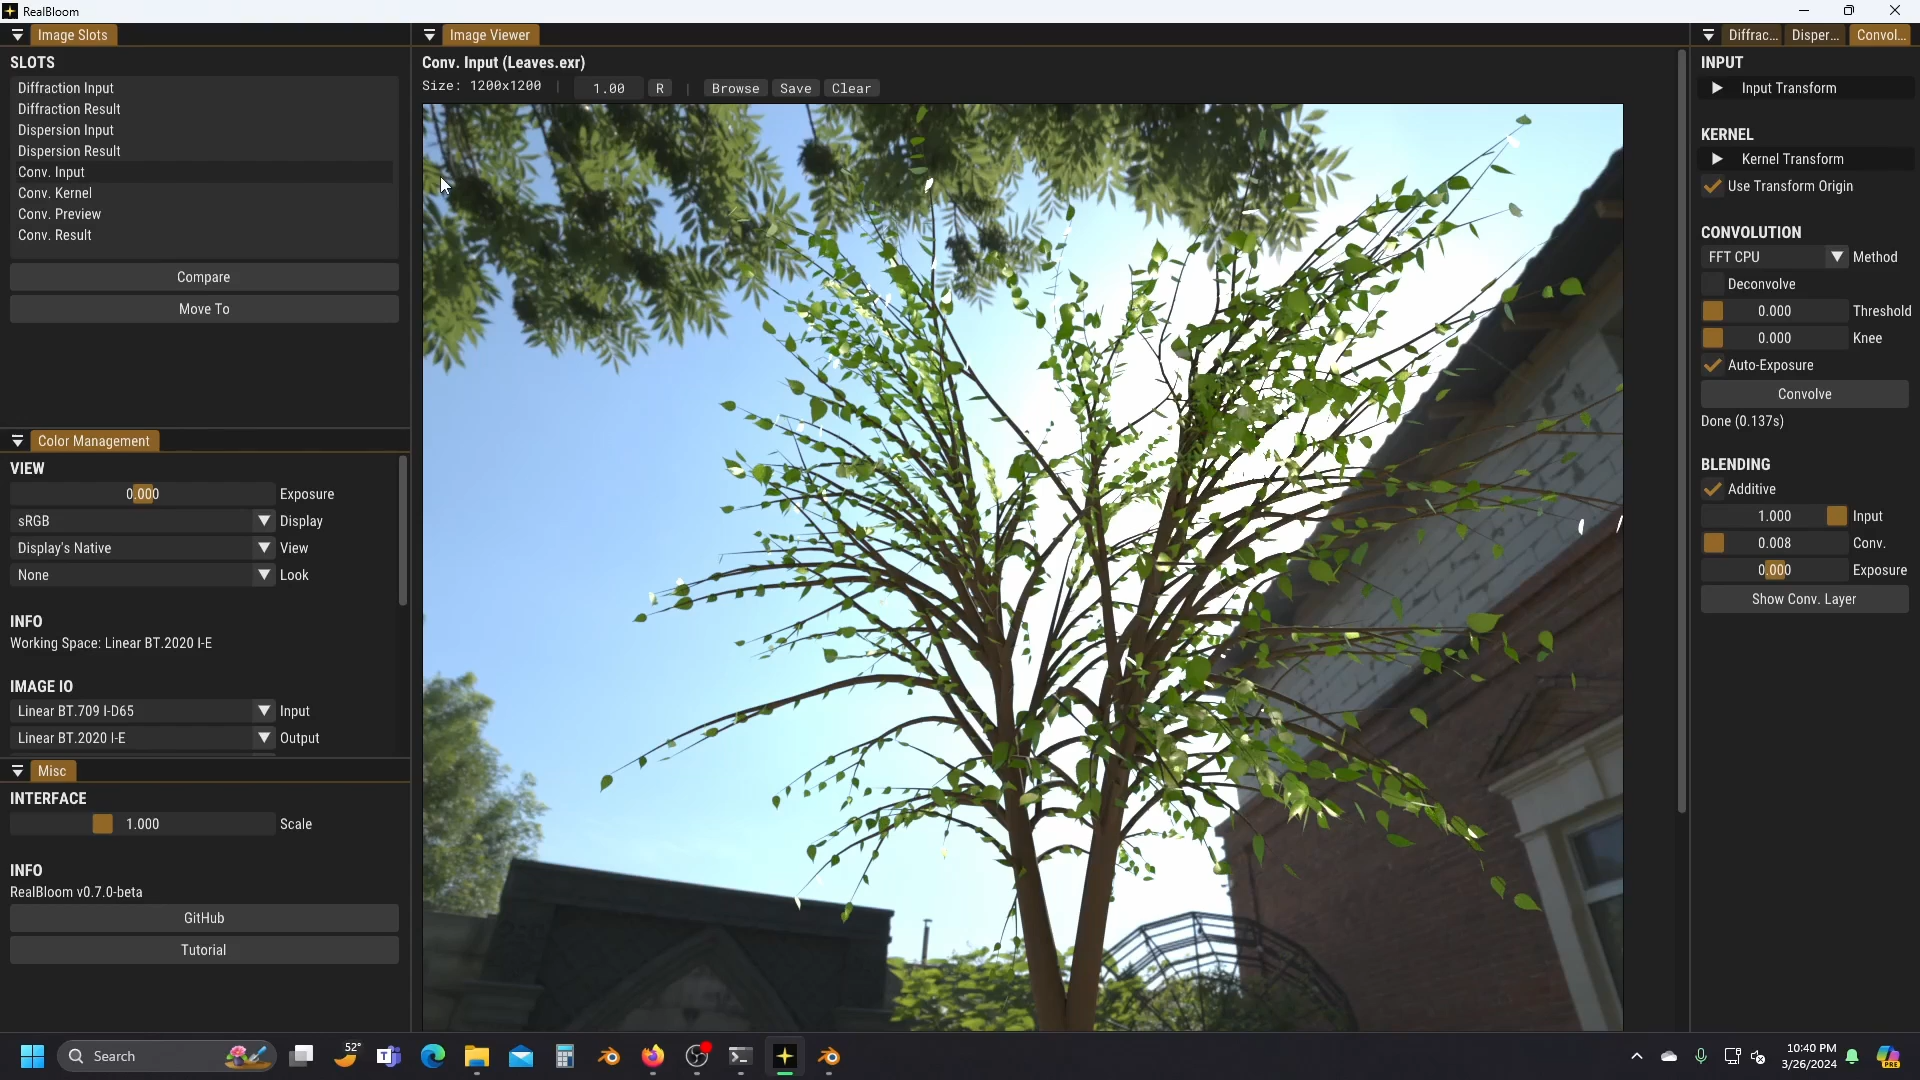 RealBloom
Image Slots
SLOTS
Diffraction Input
Diffraction Result
Dispersion Input
Dispersion Result
Conv. Input
Conv. Kernel
Conv. Preview
Conv. Result
Compare
Move To
Color Management
VIEW
0.000 Exposure
sRGB Display
Display's Native View
None Look
INFO
Working Space: Linear BT.2020 I-E
IMAGE IO
Linear BT.709 I-D65 Input
Linear BT.2020 I-E Output
Misc
INTERFACE
1.000 Scale
INFO
RealBloom v0.7.0-beta
GitHub
Tutorial
Image Viewer
Conv. Input (Leaves.exr)
Size: 1200x1200 | 1.00 R | Browse Save Clear
Diffrac... Disper... Convol...
INPUT
Input Transform
KERNEL
Kernel Transform
Use Transform Origin
CONVOLUTION
FFT CPU Method
Deconvolve
0.000 Threshold
0.000 Knee
Auto-Exposure
Convolve
Done (0.137s)
BLENDING
Additive
1.000 Input
0.008 Conv.
0.000 Exposure
Show Conv. Layer
Search
52°
10:40 PM
3/26/2024
PRE